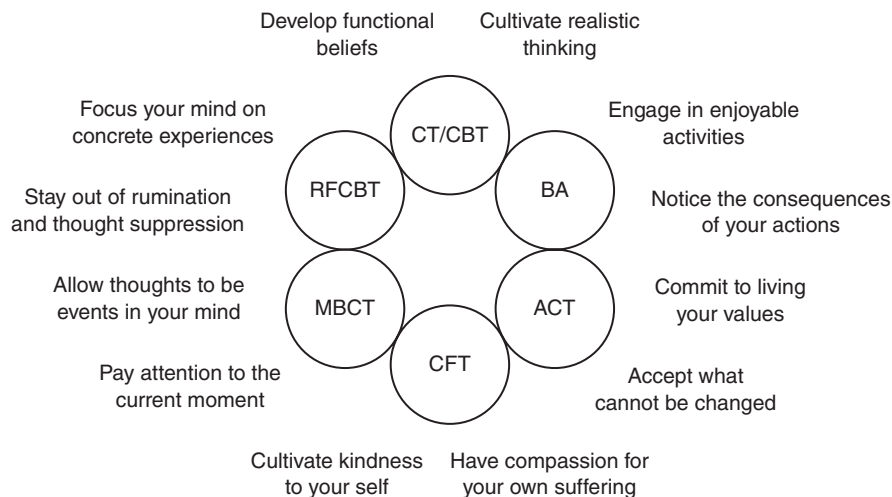 Develop functional
beliefs
Cultivate realistic
thinking
Focus your mind on
concrete experiences
CT/CBT
Engage in enjoyable
activities
Stay out of rumination
and thought suppression
RFCBT
BA
Notice the consequences
of your actions
Allow thoughts to be
events in your mind
MBCT
ACT
Commit to living
your values
Pay attention to the
current moment
CFT
Accept what
cannot be changed
Cultivate kindness
to your self
Have compassion for
your own suffering